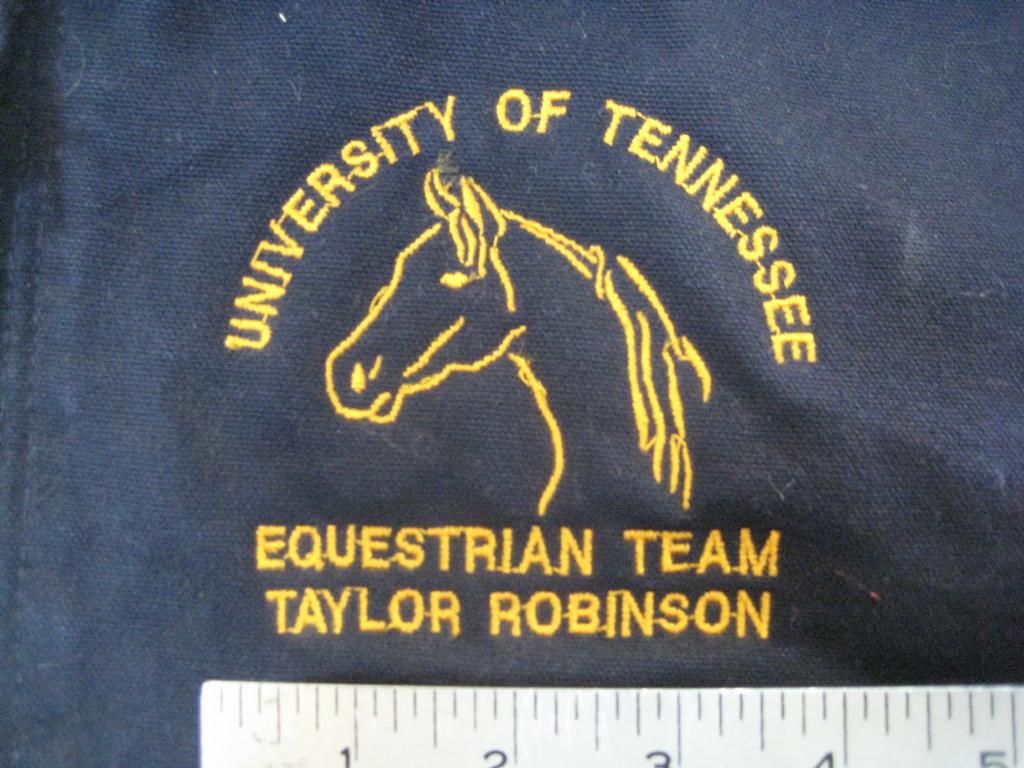 UNIVERSITY OF TENNESSEE
EQUESTRIAN TEAM
TAYLOR ROBINSON
1 2 3 4 5